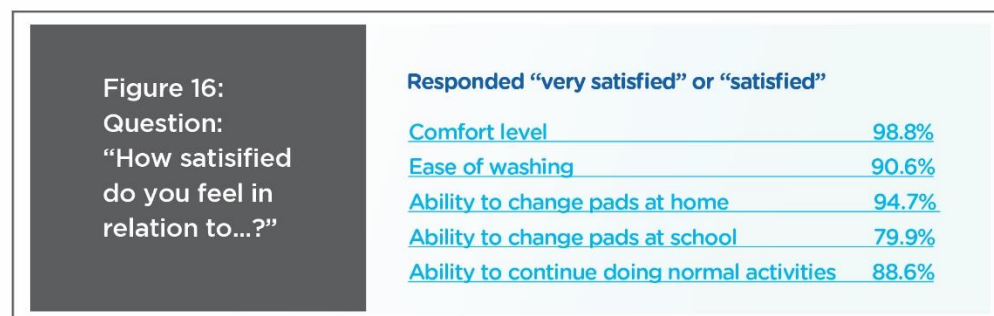 Figure 16:
Question:
“How satisified
do you feel in
relation to...?”
Responded “very satisfied” or “satisfied”
Comfort level 98.8%
Ease of washing 90.6%
Ability to change pads at home 94.7%
Ability to change pads at school 79.9%
Ability to continue doing normal activities 88.6%